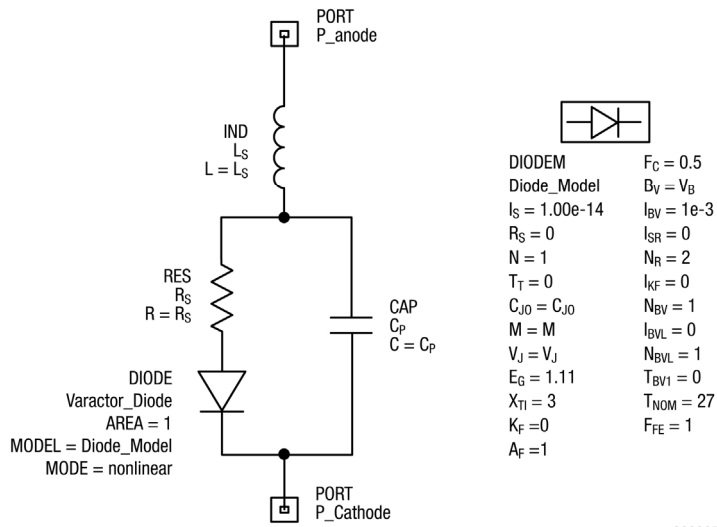 PORT
P_anode
IND
LS
L = LS
RES
RS
R = RS
CAP
CP
C = CP
DIODE
Varactor_Diode
AREA = 1
MODEL = Diode_Model
MODE = nonlinear
PORT
P_Cathode
DIODEM
Diode_Model
IS = 1.00e-14
RS = 0
N = 1
TT = 0
CJO = CJO
M = M
VJ = VJ
EG = 1.11
XTI = 3
KF =0
AF =1
FC = 0.5
BV = VB
IBV = 1e-3
ISR = 0
NR = 2
IKF = 0
NBV = 1
IBVL = 0
NBVL = 1
TBV1 = 0
TNOM = 27
FFE = 1